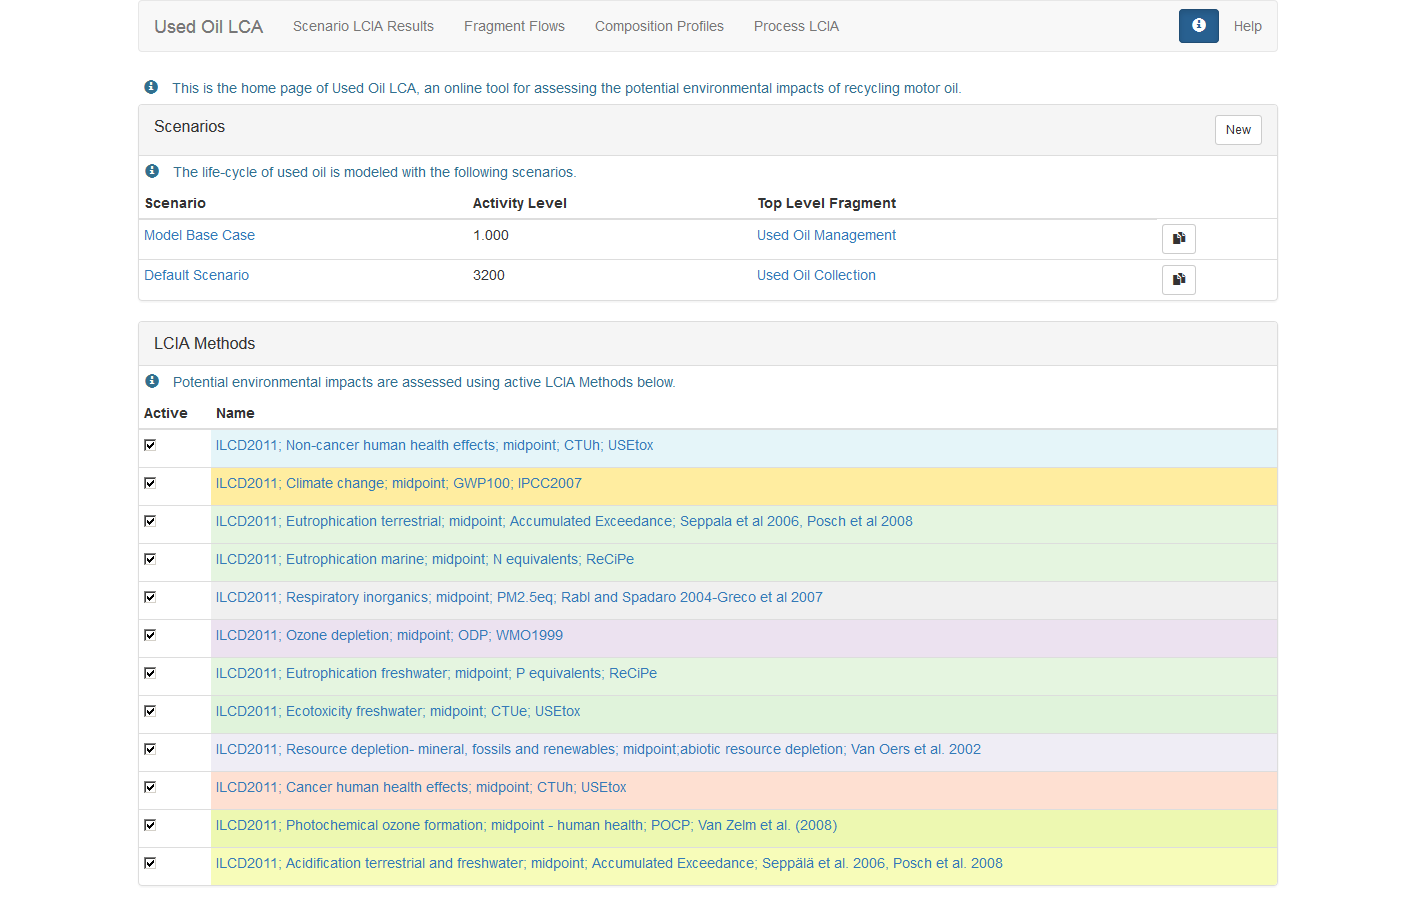 Used Oil LCA Scenario LCIA Results Fragment Flows Composition Profiles Process LCIA Help
This is the home page of Used Oil LCA, an online tool for assessing the potential environmental impacts of recycling motor oil.
Scenarios New
The life-cycle of used oil is modeled with the following scenarios.
Scenario Activity Level Top Level Fragment
Model Base Case 1.000 Used Oil Management
Default Scenario 3200 Used Oil Collection
LCIA Methods
Potential environmental impacts are assessed using active LCIA Methods below.
Active Name
ILCD2011; Non-cancer human health effects; midpoint; CTUh; USEtox
ILCD2011; Climate change; midpoint; GWP100; IPCC2007
ILCD2011; Eutrophication terrestrial; midpoint; Accumulated Exceedance; Seppala et al 2006, Posch et al 2008
ILCD2011; Eutrophication marine; midpoint; N equivalents; ReCiPe
ILCD2011; Respiratory inorganics; midpoint; PM2.5eq; Rabl and Spadaro 2004-Greco et al 2007
ILCD2011; Ozone depletion; midpoint; ODP; WMO1999
ILCD2011; Eutrophication freshwater; midpoint; P equivalents; ReCiPe
ILCD2011; Ecotoxicity freshwater; midpoint; CTUe; USEtox
ILCD2011; Resource depletion- mineral, fossils and renewables; midpoint;abiotic resource depletion; Van Oers et al. 2002
ILCD2011; Cancer human health effects; midpoint; CTUh; USEtox
ILCD2011; Photochemical ozone formation; midpoint - human health; POCP; Van Zelm et al. (2008)
ILCD2011; Acidification terrestrial and freshwater; midpoint; Accumulated Exceedance; Seppälä et al. 2006, Posch et al. 2008